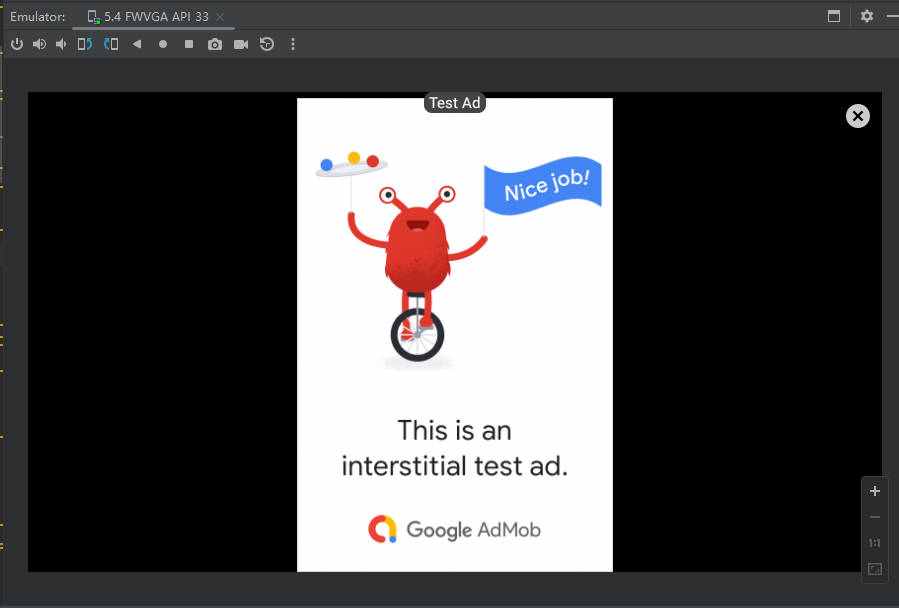 Emulator:
5.4 FWVGA API 33
Test Ad
Nice job!
This is an
interstitial test ad.
Google AdMob
1:1